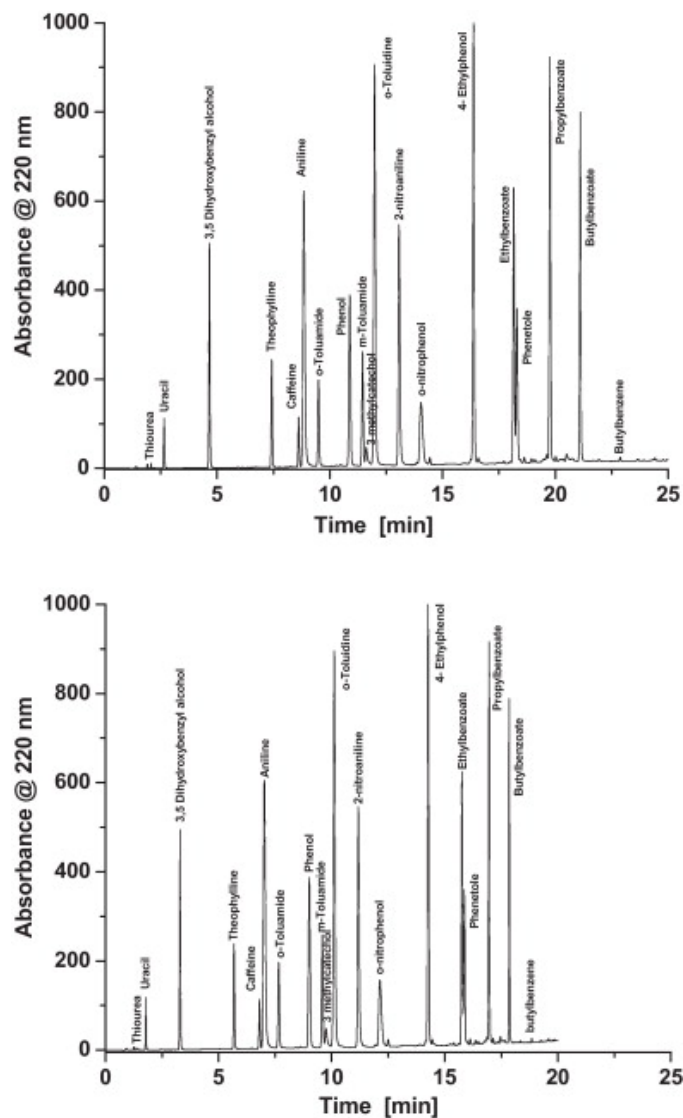 1000
800
600
400
200
0
Absorbance @ 220 nm
Thiourea
Uracil
3,5 Dihydroxybenzyl alcohol
Theophylline
Caffeine
Aniline
o-Toluamide
Phenol
m-Toluamide
3 methylcatechol
o-Toluidine
2-nitroaniline
o-nitrophenol
4- Ethylphenol
Ethylbenzoate
Phenetole
Propylbenzoate
Butylbenzoate
Butylbenzene
0 5 10 15 20 25
Time [min]
1000
800
600
400
200
0
Absorbance @ 220 nm
Thiourea
Uracil
3,5 Dihydroxybenzyl alcohol
Theophylline
Caffeine
Aniline
o-Toluamide
Phenol
m-Toluamide
3 methylcatechol
o-Toluidine
2-nitroaniline
o-nitrophenol
4- Ethylphenol
Ethylbenzoate
Phenetole
Propylbenzoate
Butylbenzoate
butylbenzene
0 5 10 15 20 25
Time [min]